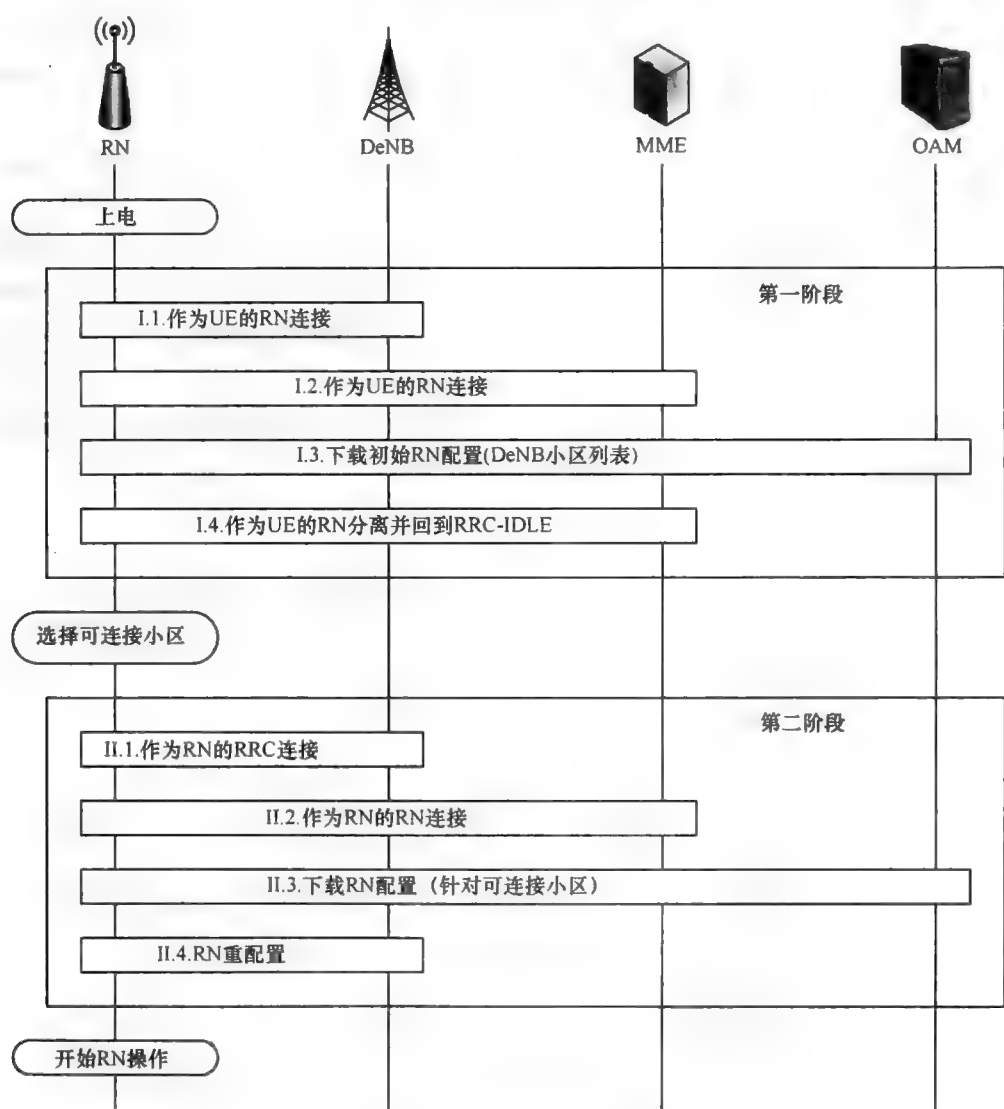 RN
DeNB
MME
OAM
上电
第一阶段
I.1.作为UE的RN连接
I.2.作为UE的RN连接
I.3.下载初始RN配置(DeNB小区列表)
I.4.作为UE的RN分离并回到RRC-IDLE
选择可连接小区
第二阶段
II.1.作为RN的RRC连接
II.2.作为RN的RN连接
II.3.下载RN配置（针对可连接小区）
II.4.RN重配置
开始RN操作